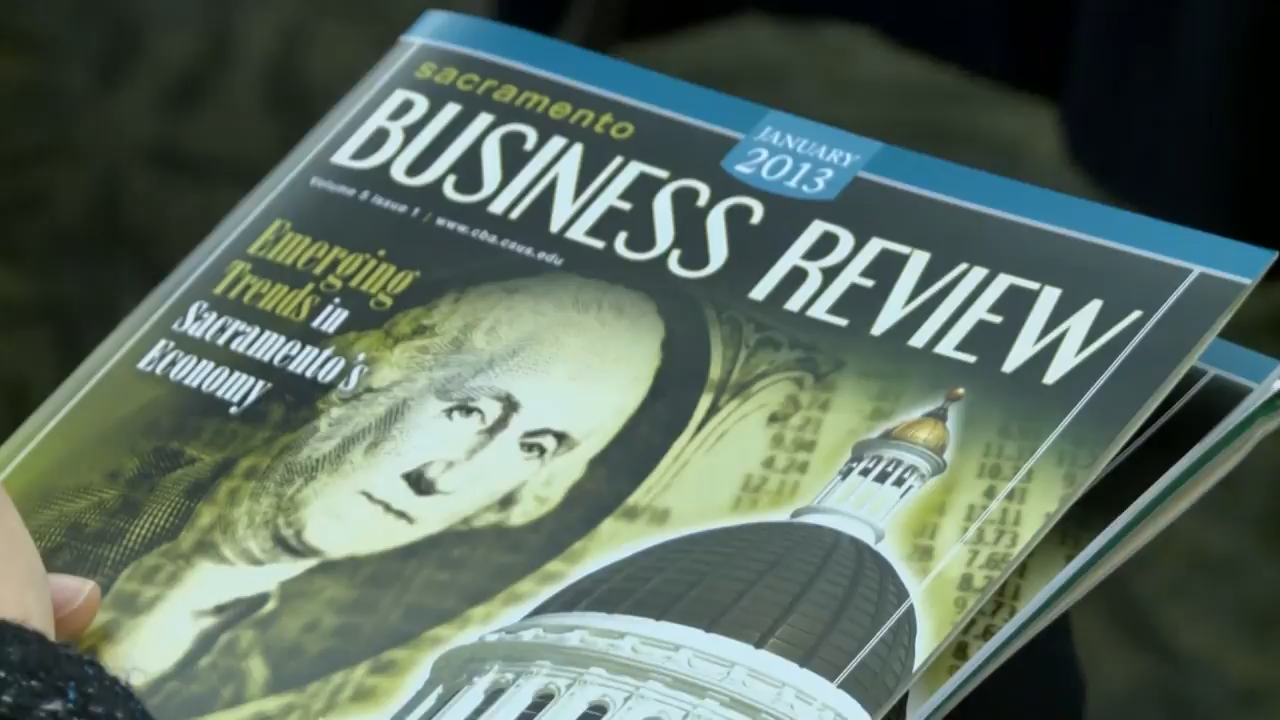 sacramento
BUSINESS REVIEW
JANUARY
2013
Volume 5 Issue 1 / www.cba.csus.edu
Emerging
Trends in
Sacramento's
Economy